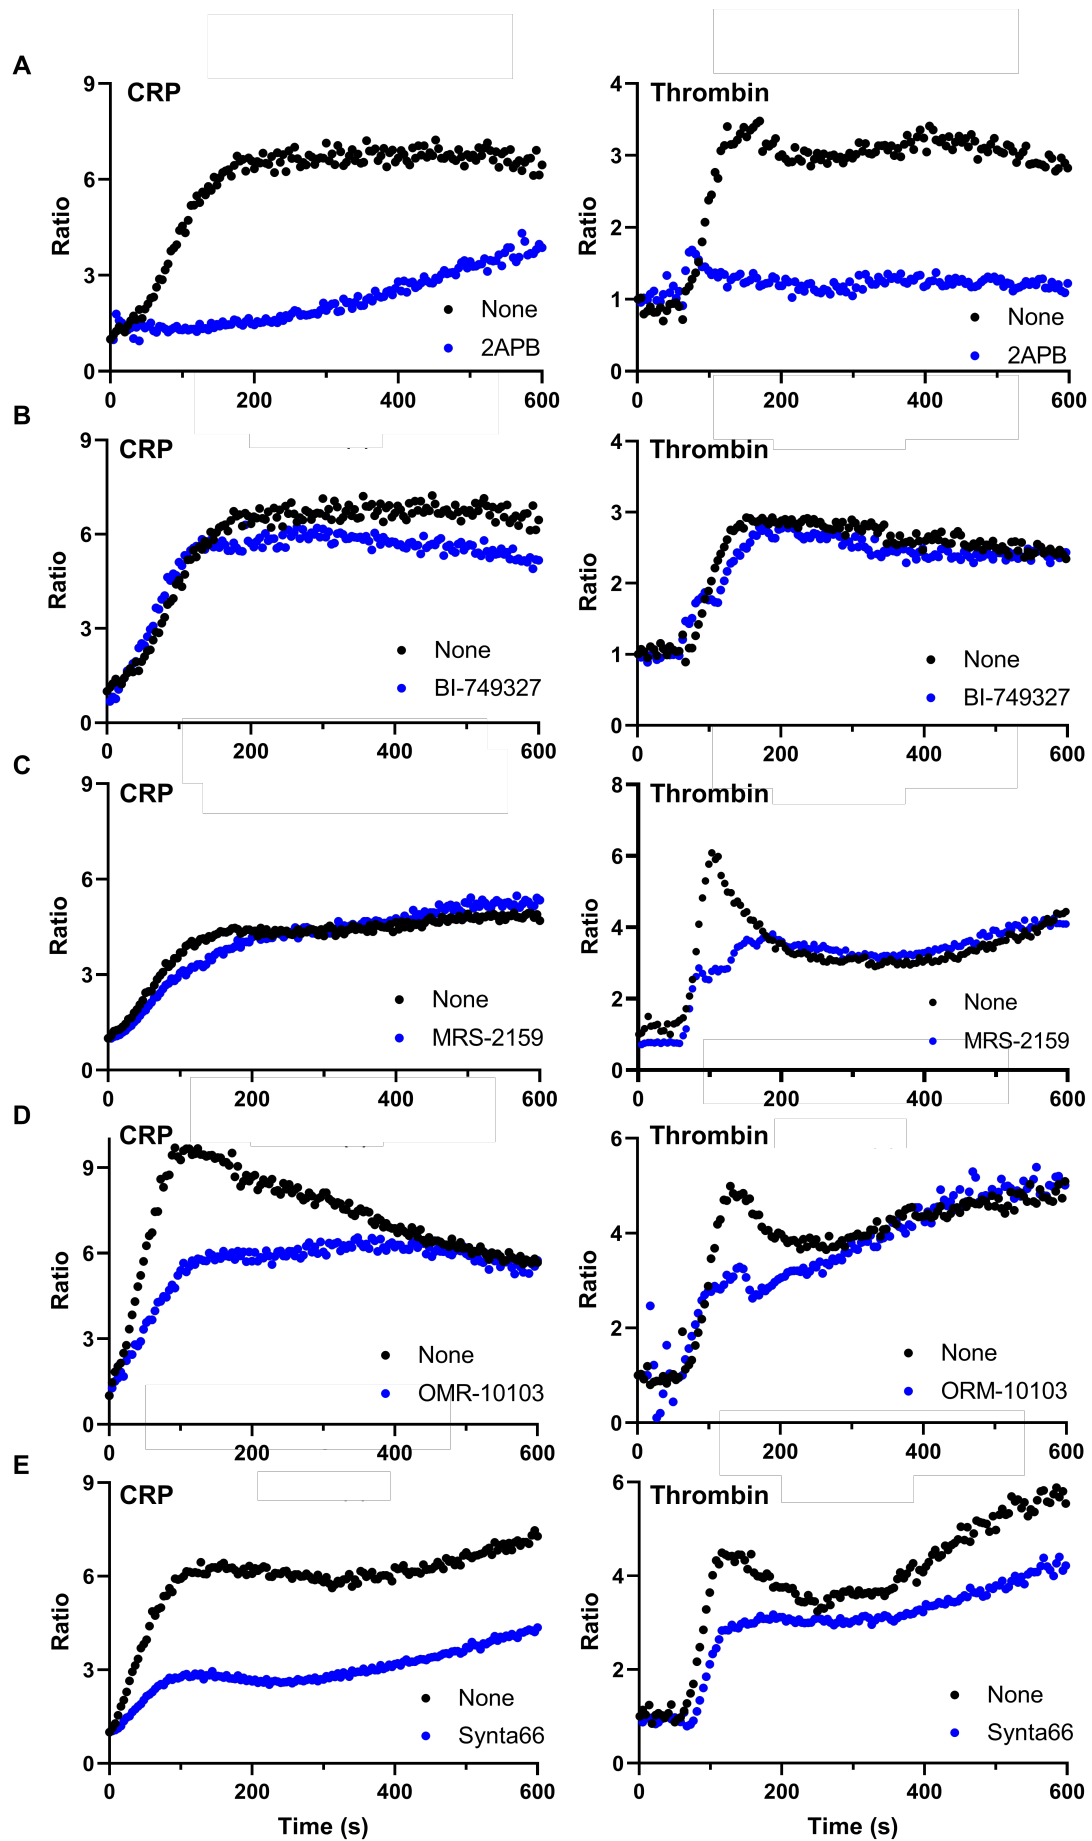 A
CRP
Thrombin
9
6
3
0
Ratio
None
2APB
0
200
400
600
4
3
2
1
0
Ratio
None
2APB
0
200
400
600
B
CRP
Thrombin
9
6
3
0
Ratio
None
BI-749327
0
200
400
600
4
3
2
1
0
Ratio
None
BI-749327
0
200
400
600
C
CRP
Thrombin
9
6
3
0
Ratio
None
MRS-2159
0
200
400
600
8
6
4
2
0
Ratio
None
MRS-2159
0
200
400
600
D
CRP
Thrombin
9
6
3
0
Ratio
None
OMR-10103
0
200
400
600
6
4
2
0
Ratio
None
ORM-10103
0
200
400
600
E
CRP
Thrombin
9
6
3
0
Ratio
None
Synta66
0
200
400
600
Time (s)
6
4
2
0
Ratio
None
Synta66
0
200
400
600
Time (s)